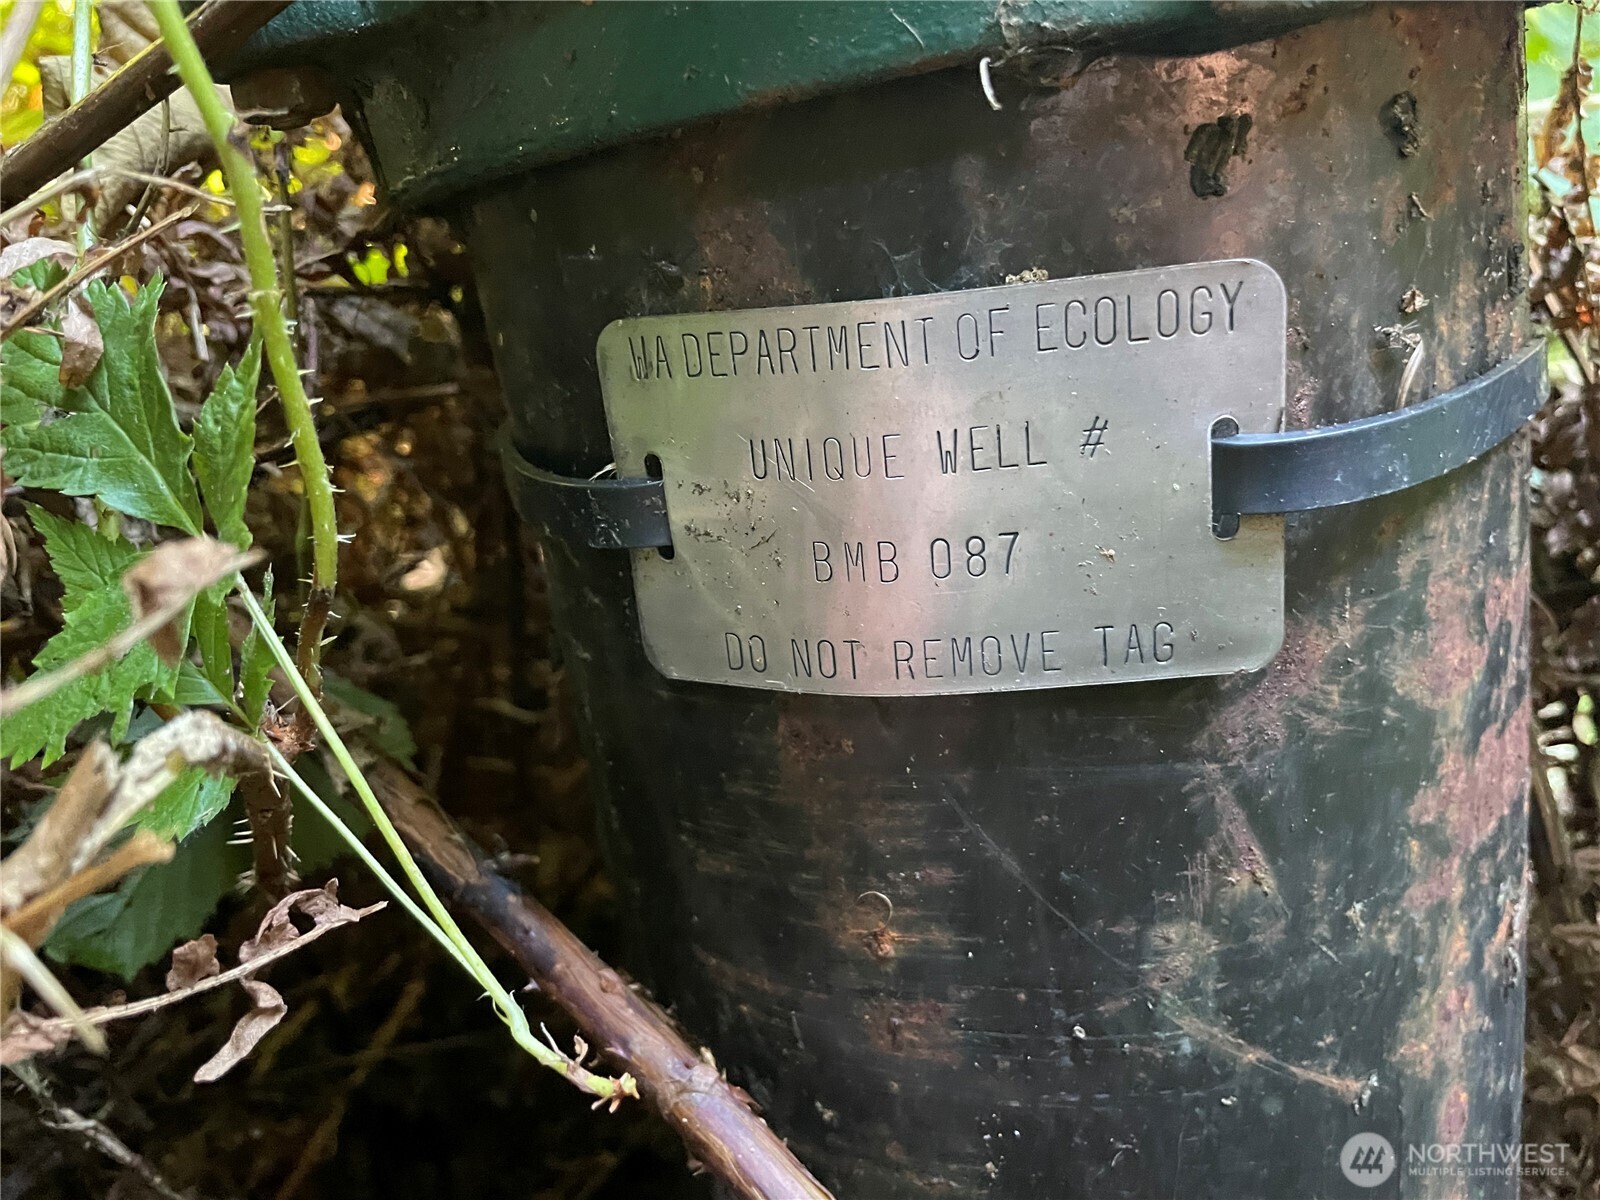 WA DEPARTMENT OF ECOLOGY
UNIQUE WELL #
BMB 087
DO NOT REMOVE TAG
NORTHWEST
MULTIPLE LISTING SERVICE